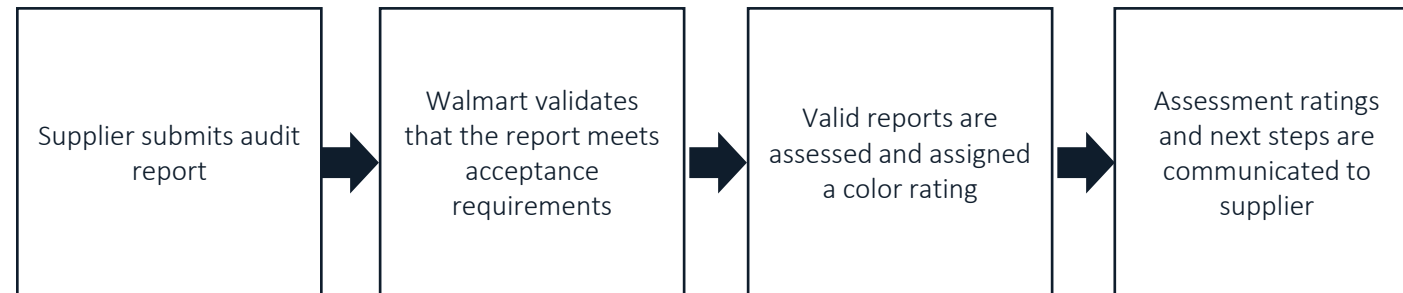 Supplier submits audit
report
Walmart validates
that the report meets
acceptance
requirements
Valid reports are
assessed and assigned
a color rating
Assessment ratings
and next steps are
communicated to
supplier